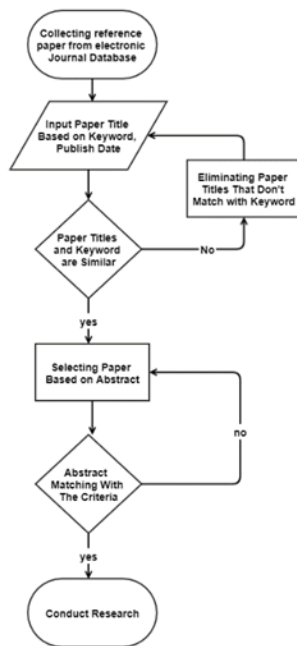 Collecting reference
paper from electronic
Journal Database
Input Paper Title
Based on Keyword,
Publish Date
Eliminating Paper
Titles That Don't
Match with Keyword
Paper Titles
and Keyword
are Similar
No
yes
Selecting Paper
Based on Abstract
no
Abstract
Matching With
The Criteria
yes
Conduct Research